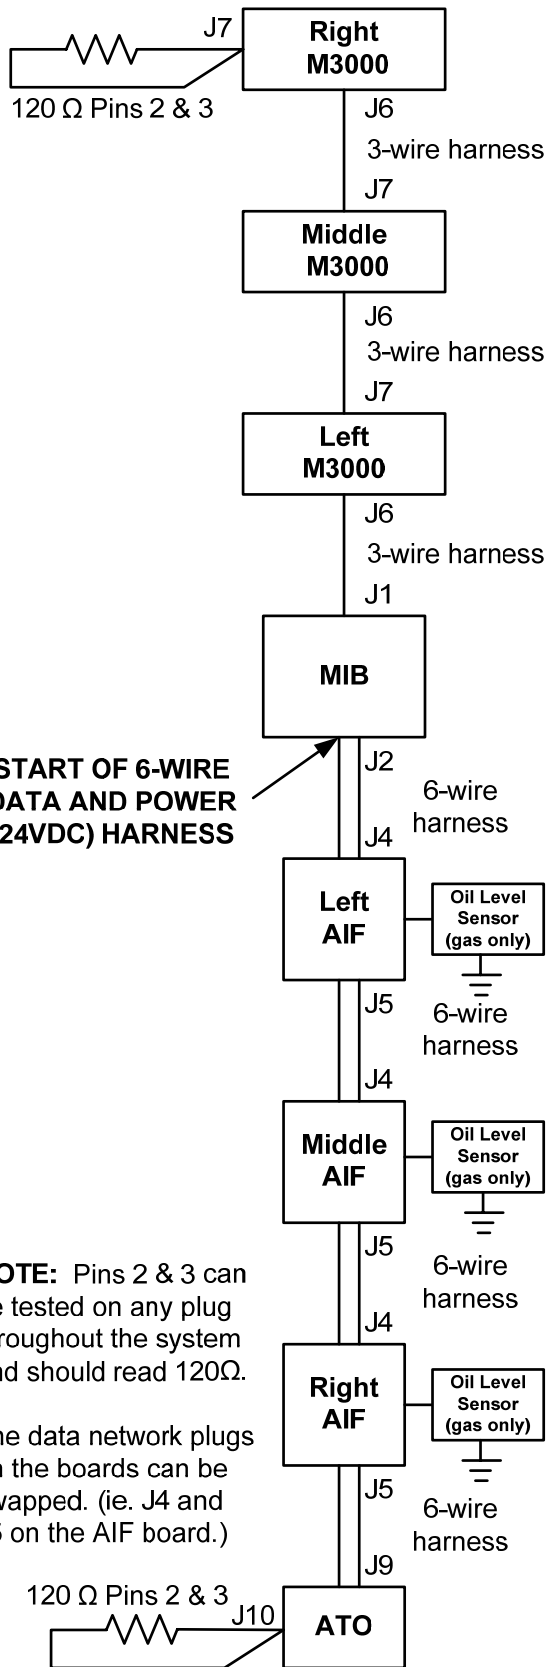 J7
Right
M3000
120 Ω Pins 2 & 3
J6
3-wire harness
J7
Middle
M3000
J6
3-wire harness
J7
Left
M3000
J6
3-wire harness
J1
MIB
START OF 6-WIRE
DATA AND POWER
24VDC) HARNESS
J2
6-wire
harness
J4
Left
AIF
Oil Level
Sensor
(gas only)
J5
6-wire
harness
J4
Middle
AIF
Oil Level
Sensor
(gas only)
J5
6-wire
harness
OTE: Pins 2 & 3 can
e tested on any plug
roughout the system
nd should read 120Ω.
J4
Right
AIF
Oil Level
Sensor
(gas only)
ne data network plugs
n the boards can be
wapped. (ie. J4 and
5 on the AIF board.)
J5
6-wire
harness
J9
120 Ω Pins 2 & 3
J10
ATO